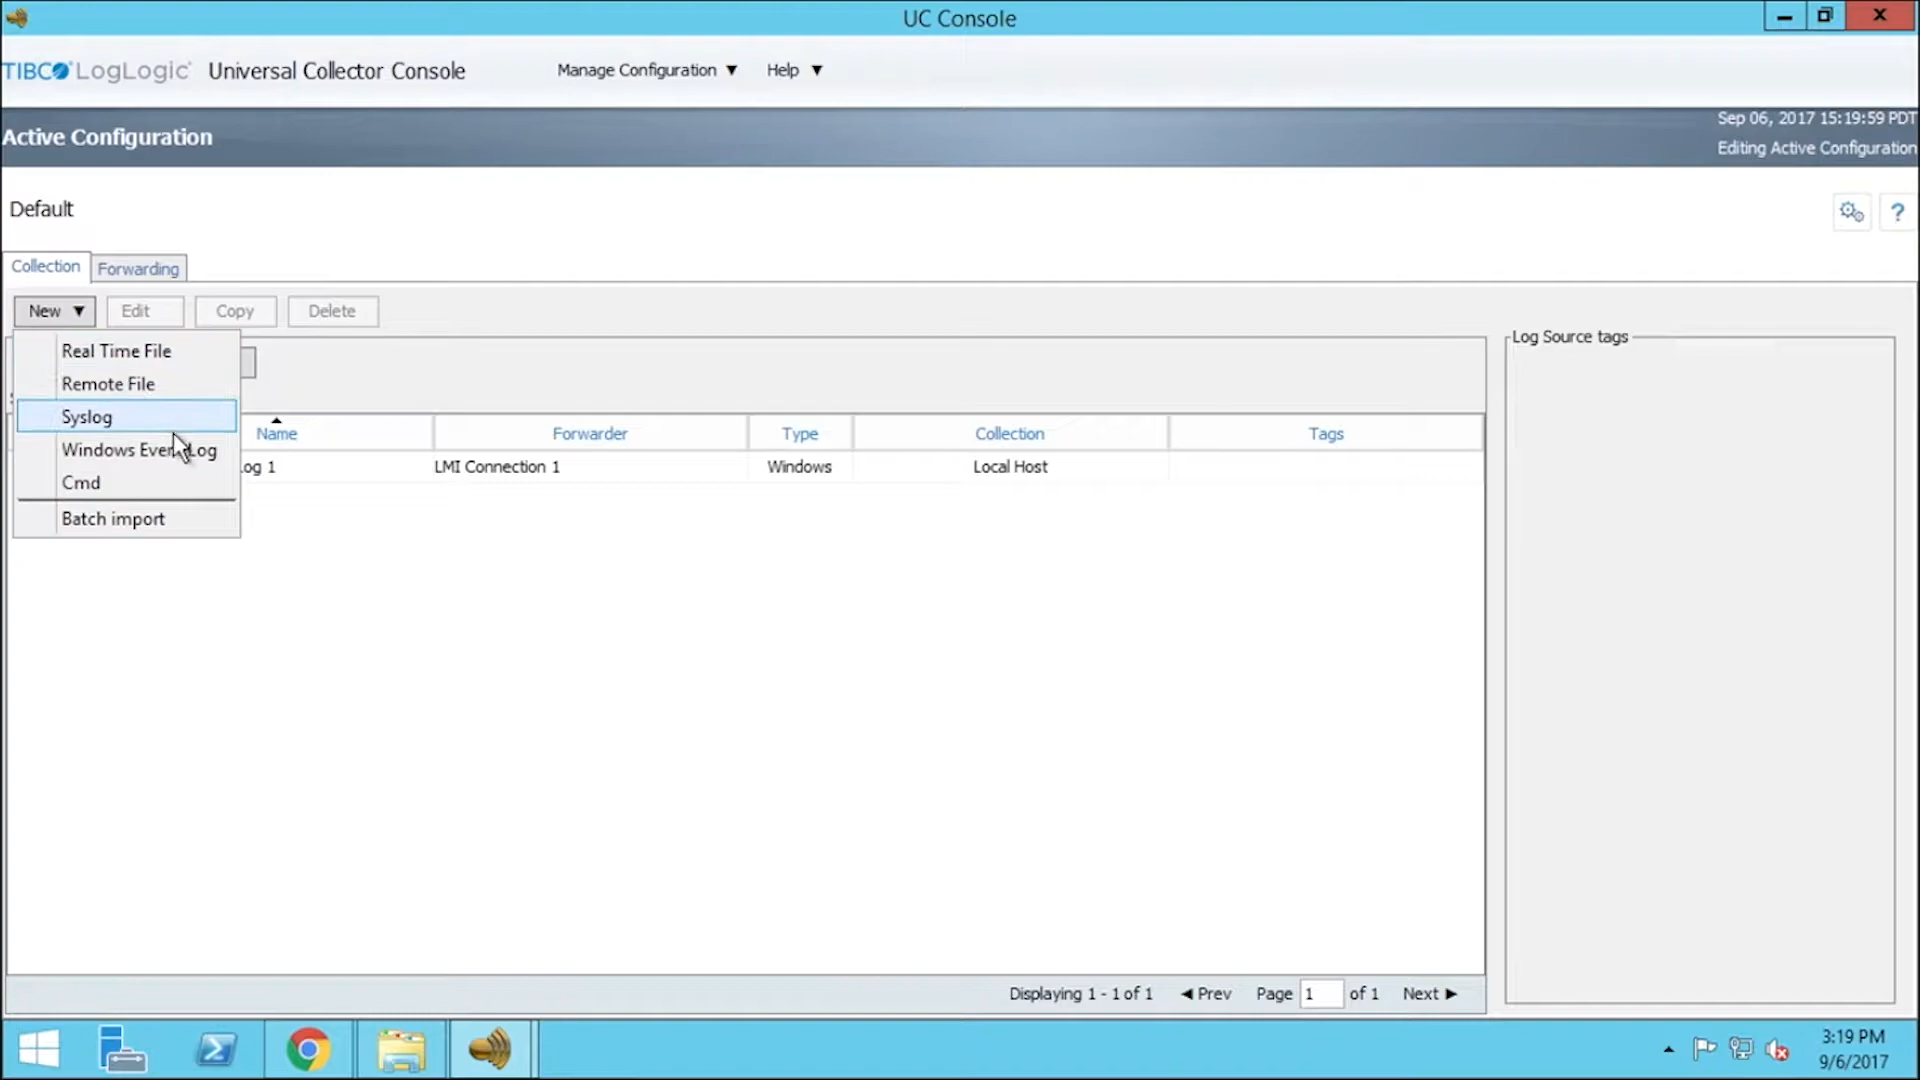 UC Console
TIBCO LogLogic Universal Collector Console Manage Configuration ▼ Help ▼
Active Configuration
Sep 06, 2017 15:19:59 PDT
Editing Active Configuration
Default
?
Collection Forwarding
New ▼ Edit Copy Delete
Real Time File
Remote File
Syslog
Windows Event Log
Cmd
Batch import
Log Source tags
Name Forwarder Type Collection Tags
og 1 LMI Connection 1 Windows Local Host
Displaying 1 - 1 of 1 ◀ Prev Page 1 of 1 Next ▶
3:19 PM
9/6/2017